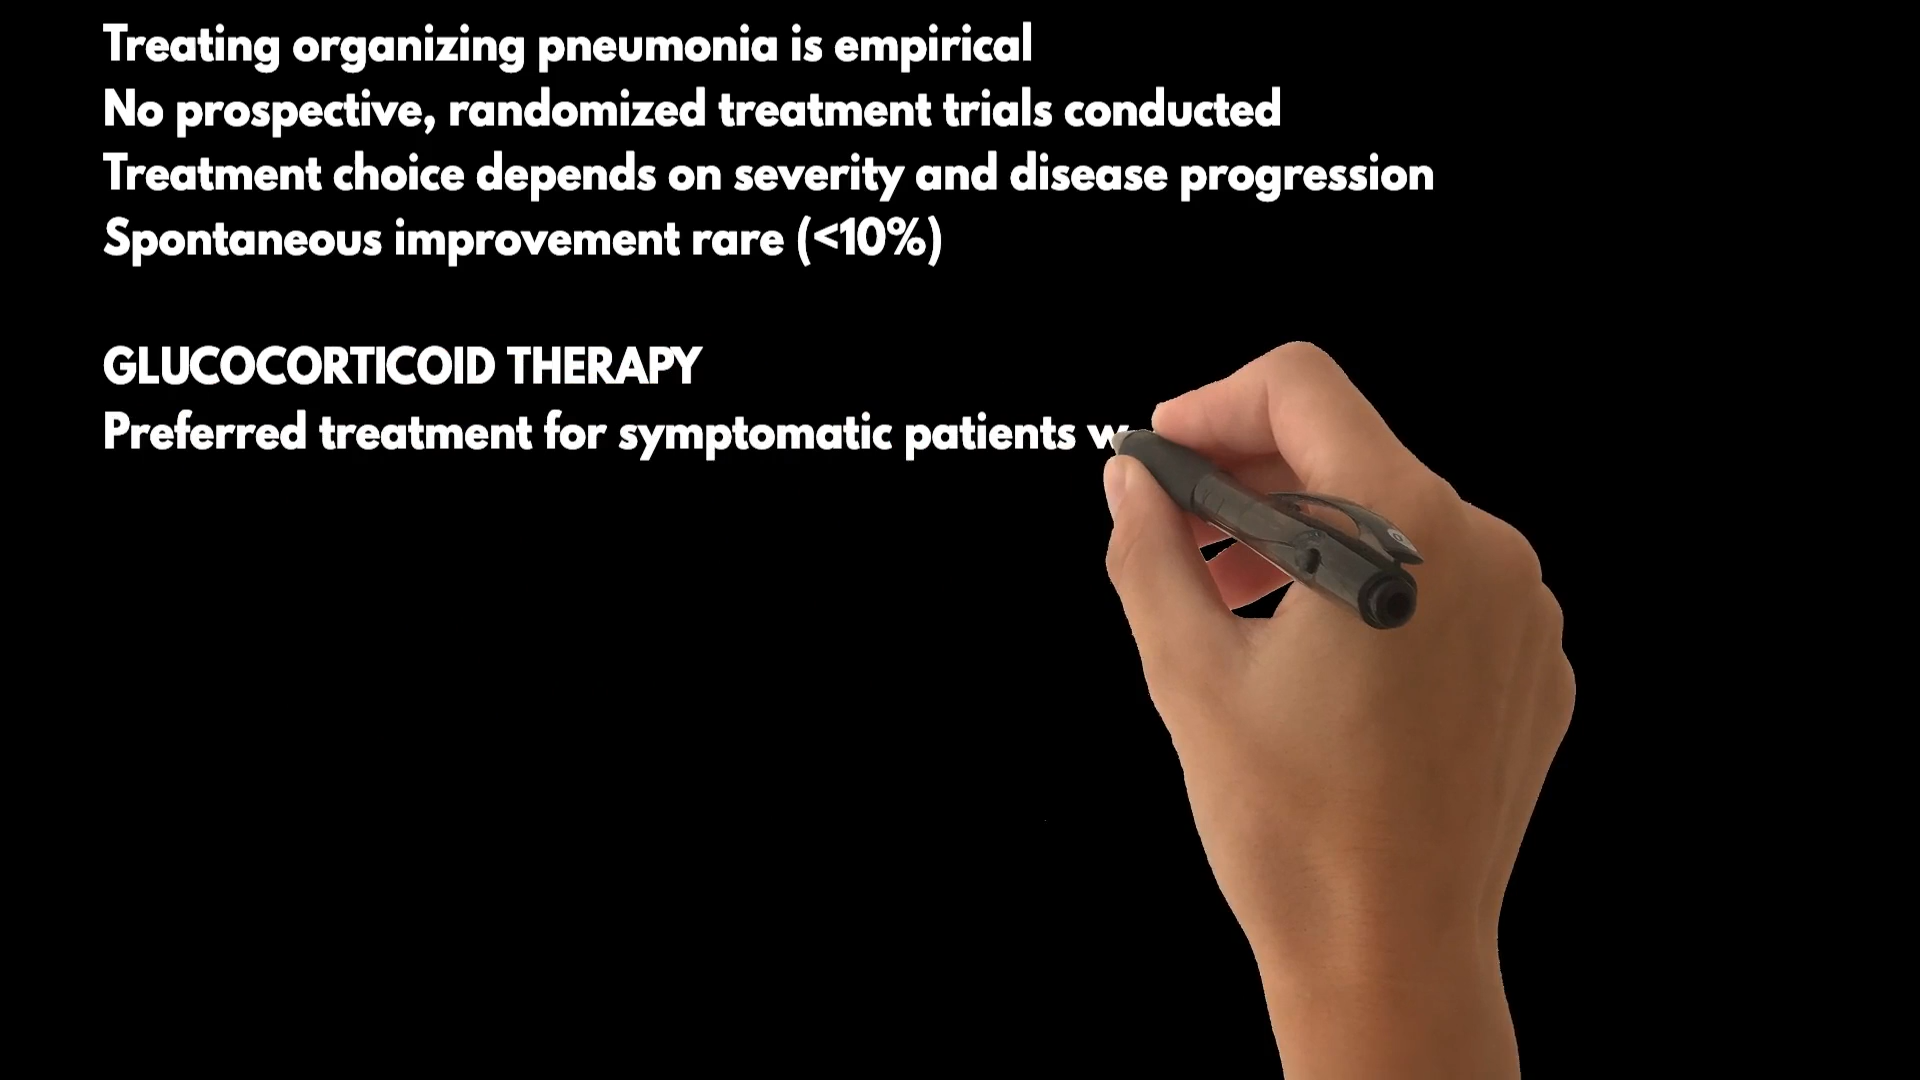 Treating organizing pneumonia is empirical
No prospective, randomized treatment trials conducted
Treatment choice depends on severity and disease progression
Spontaneous improvement rare (<10%)
GLUCOCORTICOID THERAPY
Preferred treatment for symptomatic patients